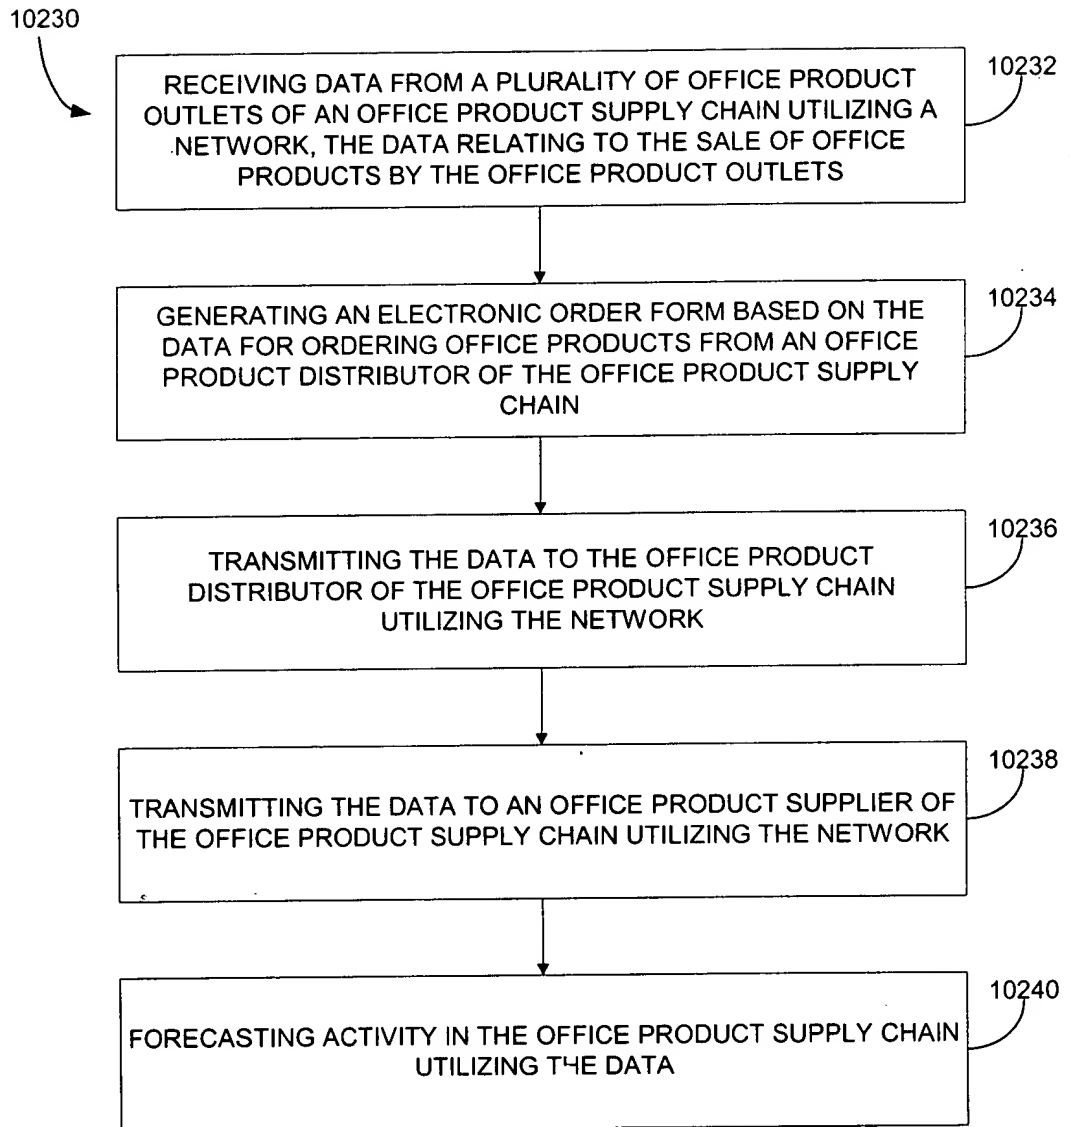 10230
RECEIVING DATA FROM A PLURALITY OF OFFICE PRODUCT
OUTLETS OF AN OFFICE PRODUCT SUPPLY CHAIN UTILIZING A
NETWORK, THE DATA RELATING TO THE SALE OF OFFICE
PRODUCTS BY THE OFFICE PRODUCT OUTLETS
10232
GENERATING AN ELECTRONIC ORDER FORM BASED ON THE
DATA FOR ORDERING OFFICE PRODUCTS FROM AN OFFICE
PRODUCT DISTRIBUTOR OF THE OFFICE PRODUCT SUPPLY
CHAIN
10234
TRANSMITTING THE DATA TO THE OFFICE PRODUCT
DISTRIBUTOR OF THE OFFICE PRODUCT SUPPLY CHAIN
UTILIZING THE NETWORK
10236
TRANSMITTING THE DATA TO AN OFFICE PRODUCT SUPPLIER OF
THE OFFICE PRODUCT SUPPLY CHAIN UTILIZING THE NETWORK
10238
FORECASTING ACTIVITY IN THE OFFICE PRODUCT SUPPLY CHAIN
UTILIZING THE DATA
10240